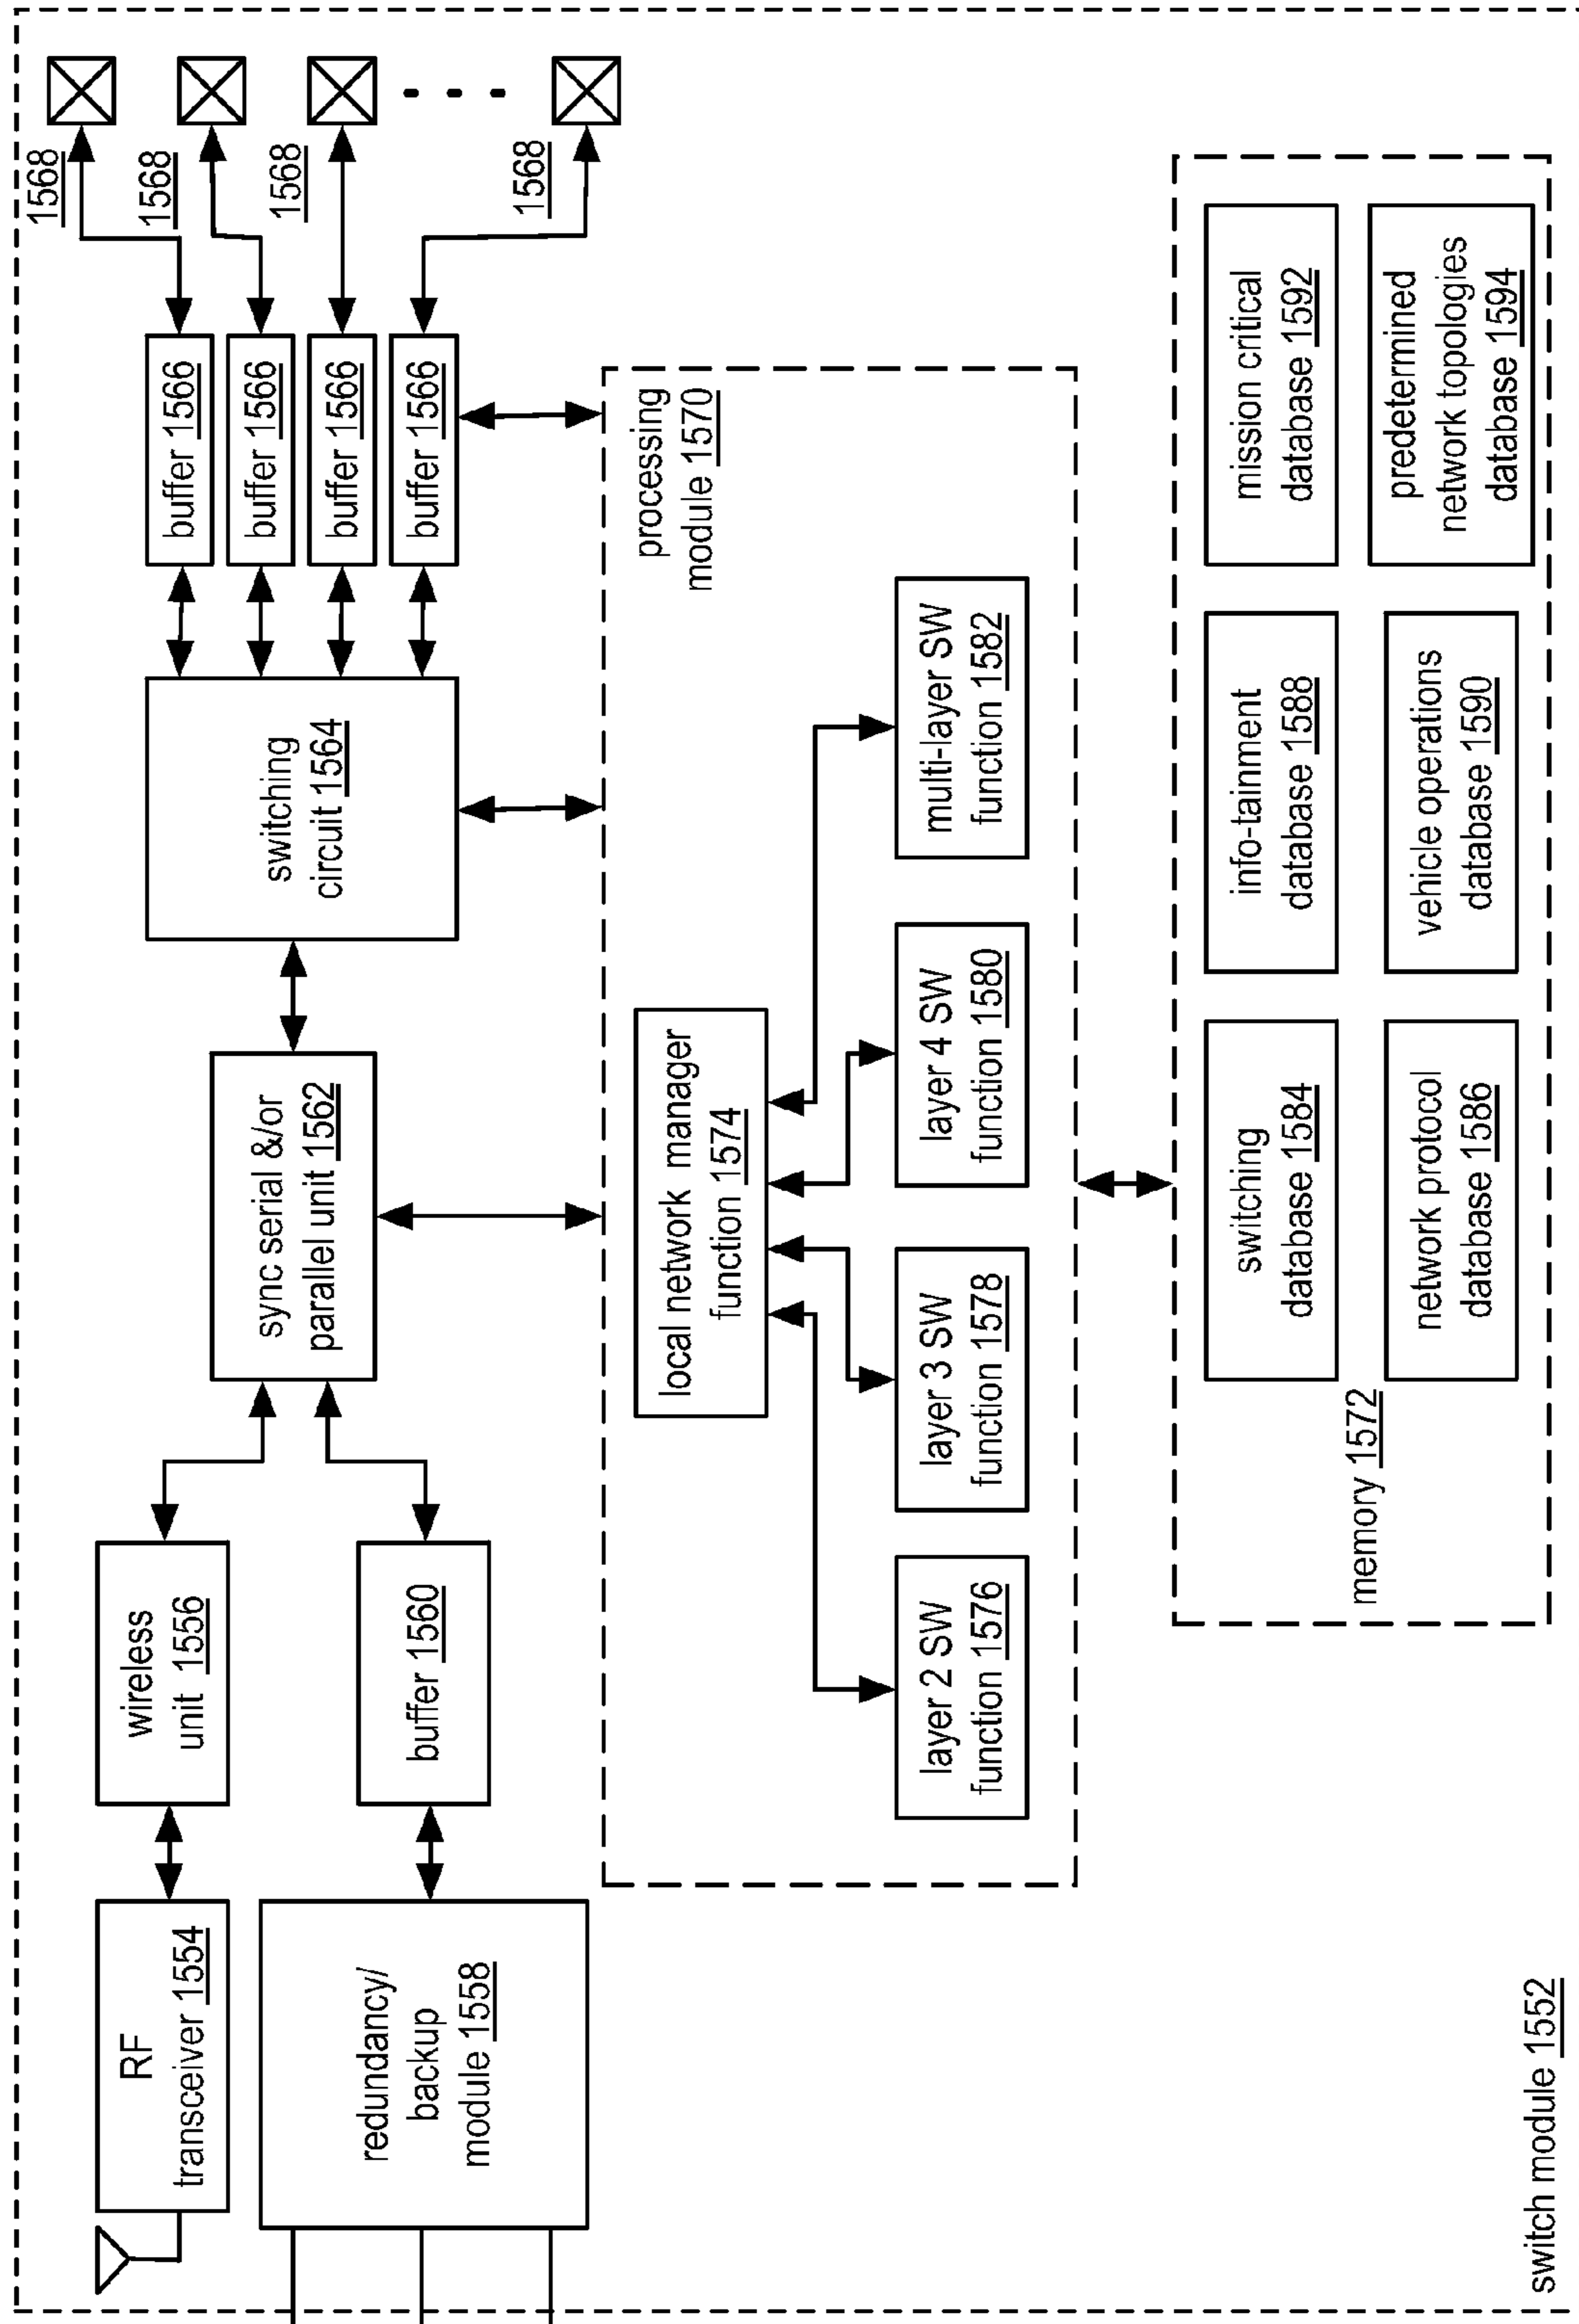 RF
transceiver 1554
wireless
unit 1556
redundancy/
backup
module 1558
buffer 1560
sync serial &/or
parallel unit 1562
switching
circuit 1564
buffer 1566
buffer 1566
buffer 1566
buffer 1566
1568
1568
1568
1568
processing
module 1570
local network manager
function 1574
layer 2 SW
function 1576
layer 3 SW
function 1578
layer 4 SW
function 1580
multi-layer SW
function 1582
memory 1572
switching
database 1584
info-tainment
database 1588
mission critical
database 1592
network protocol
database 1586
vehicle operations
database 1590
predetermined
network topologies
database 1594
switch module 1552